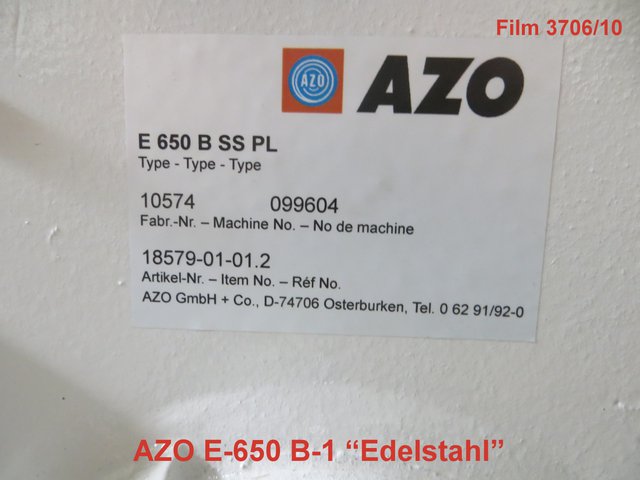 Film 3706/10
AZO AZO
E 650 B SS PL
Type - Type - Type
10574 099604
Fabr.-Nr. – Machine No. – No de machine
18579-01-01.2
Artikel-Nr. – Item No. – Réf No.
AZO GmbH + Co., D-74706 Osterburken, Tel. 0 62 91/92-0
AZO E-650 B-1 “Edelstahl”